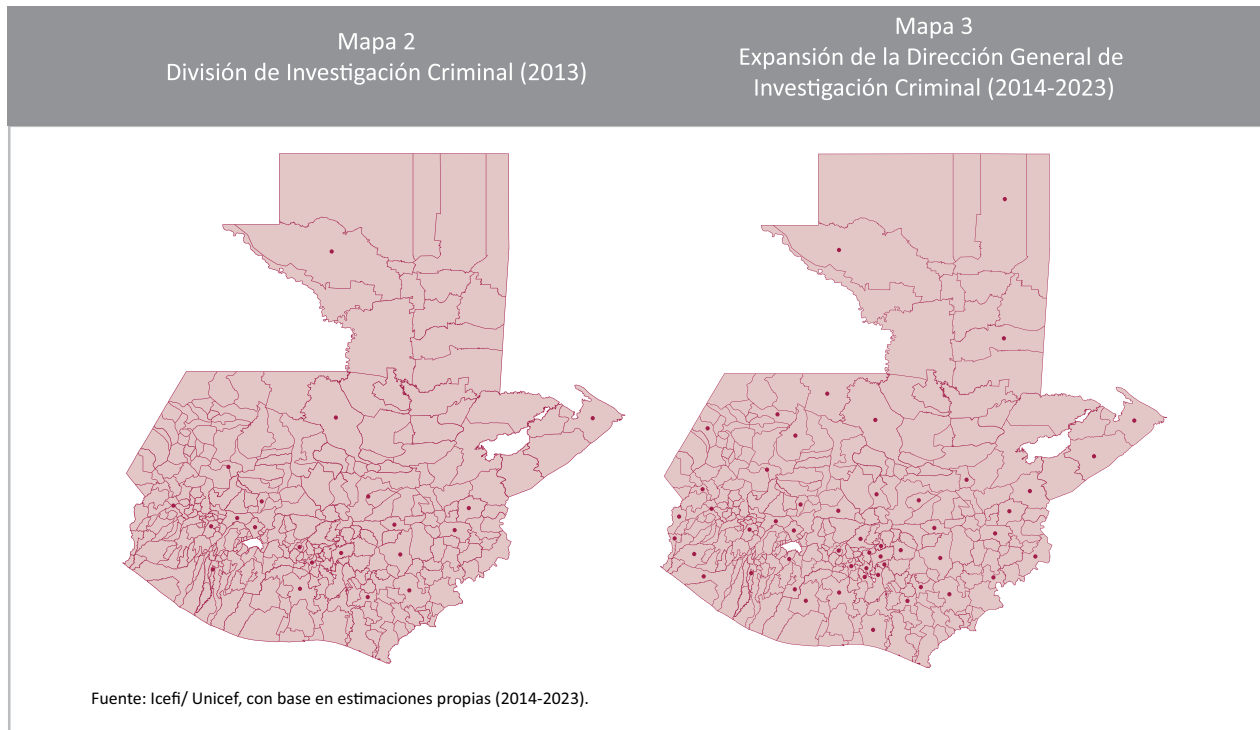 Mapa 2
División de Investigación Criminal (2013)
Mapa 3
Expansión de la Dirección General de
Investigación Criminal (2014-2023)
Fuente: Icefi/ Unicef, con base en estimaciones propias (2014-2023).